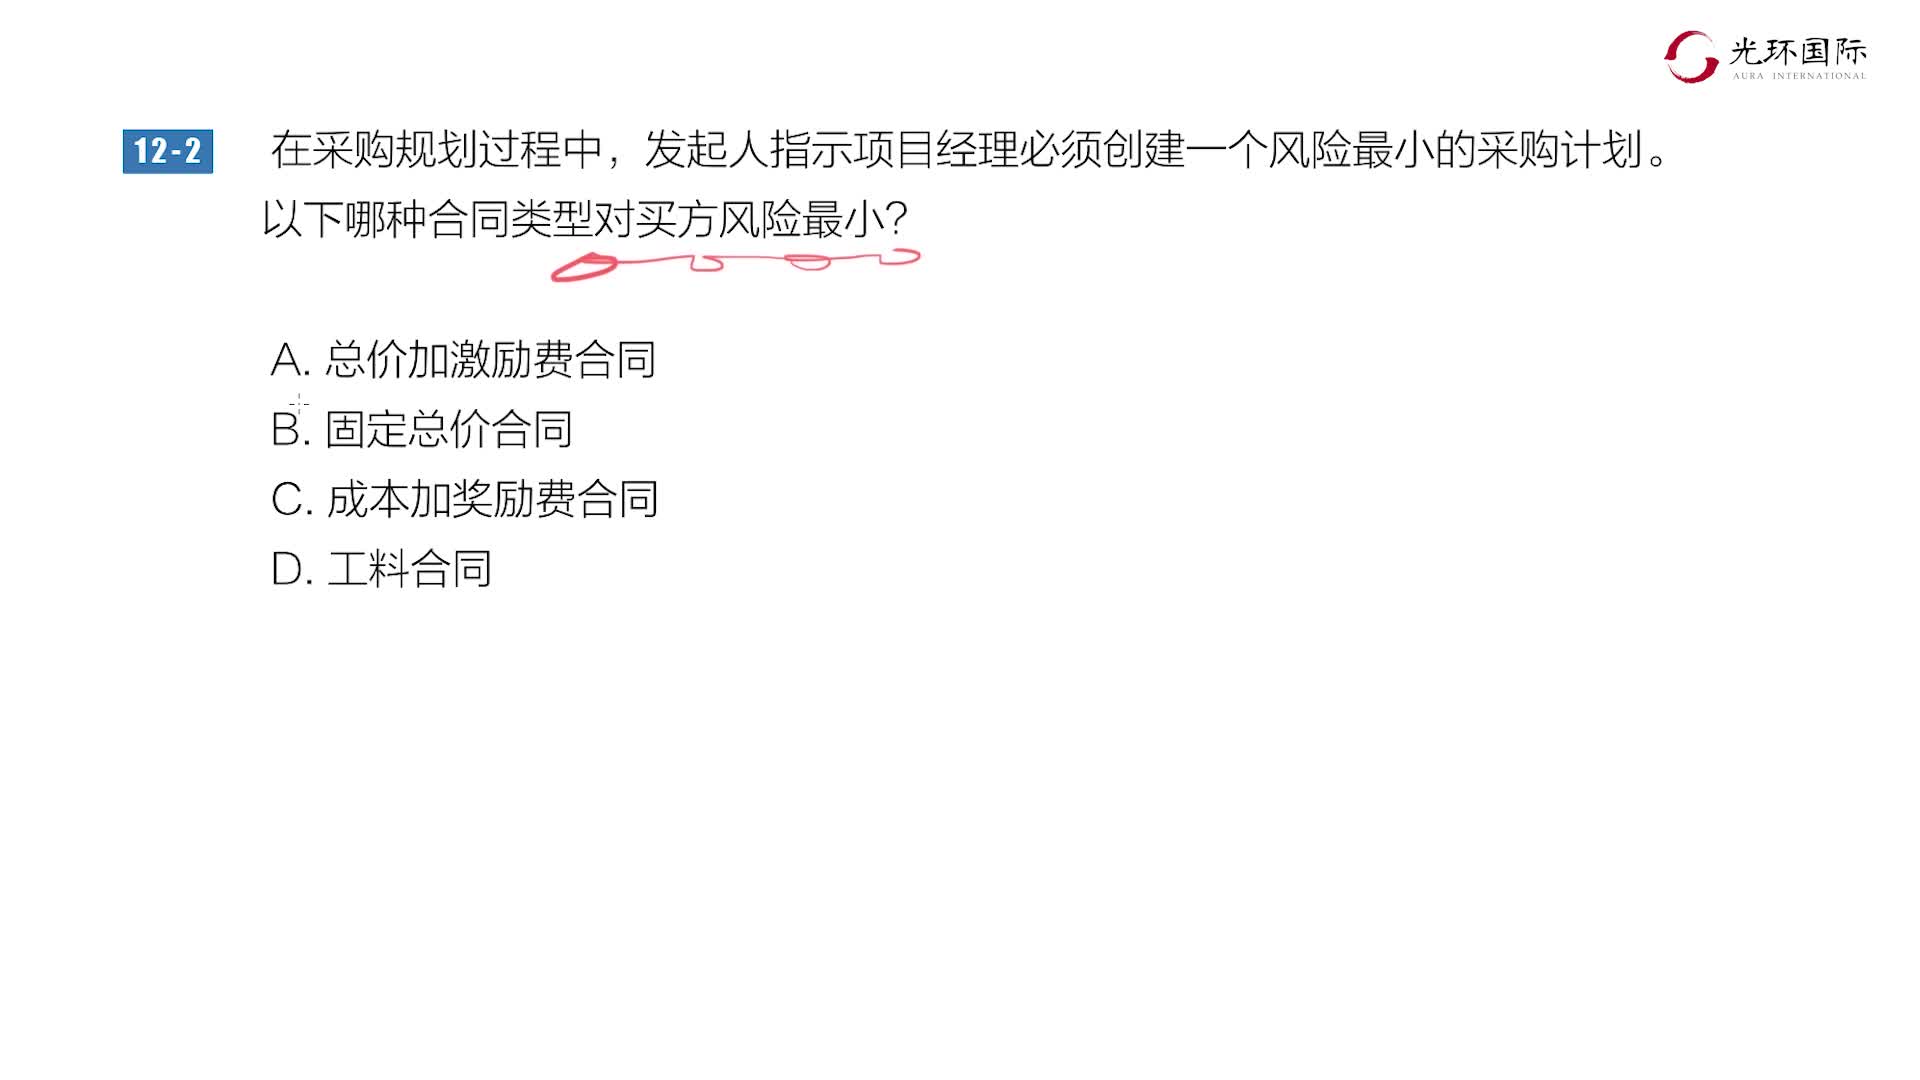 光环国际
AURA INTERNATIONAL
12-2 在采购规划过程中，发起人指示项目经理必须创建一个风险最小的采购计划。
以下哪种合同类型对买方风险最小？
A. 总价加激励费合同
B. 固定总价合同
C. 成本加奖励费合同
D. 工料合同